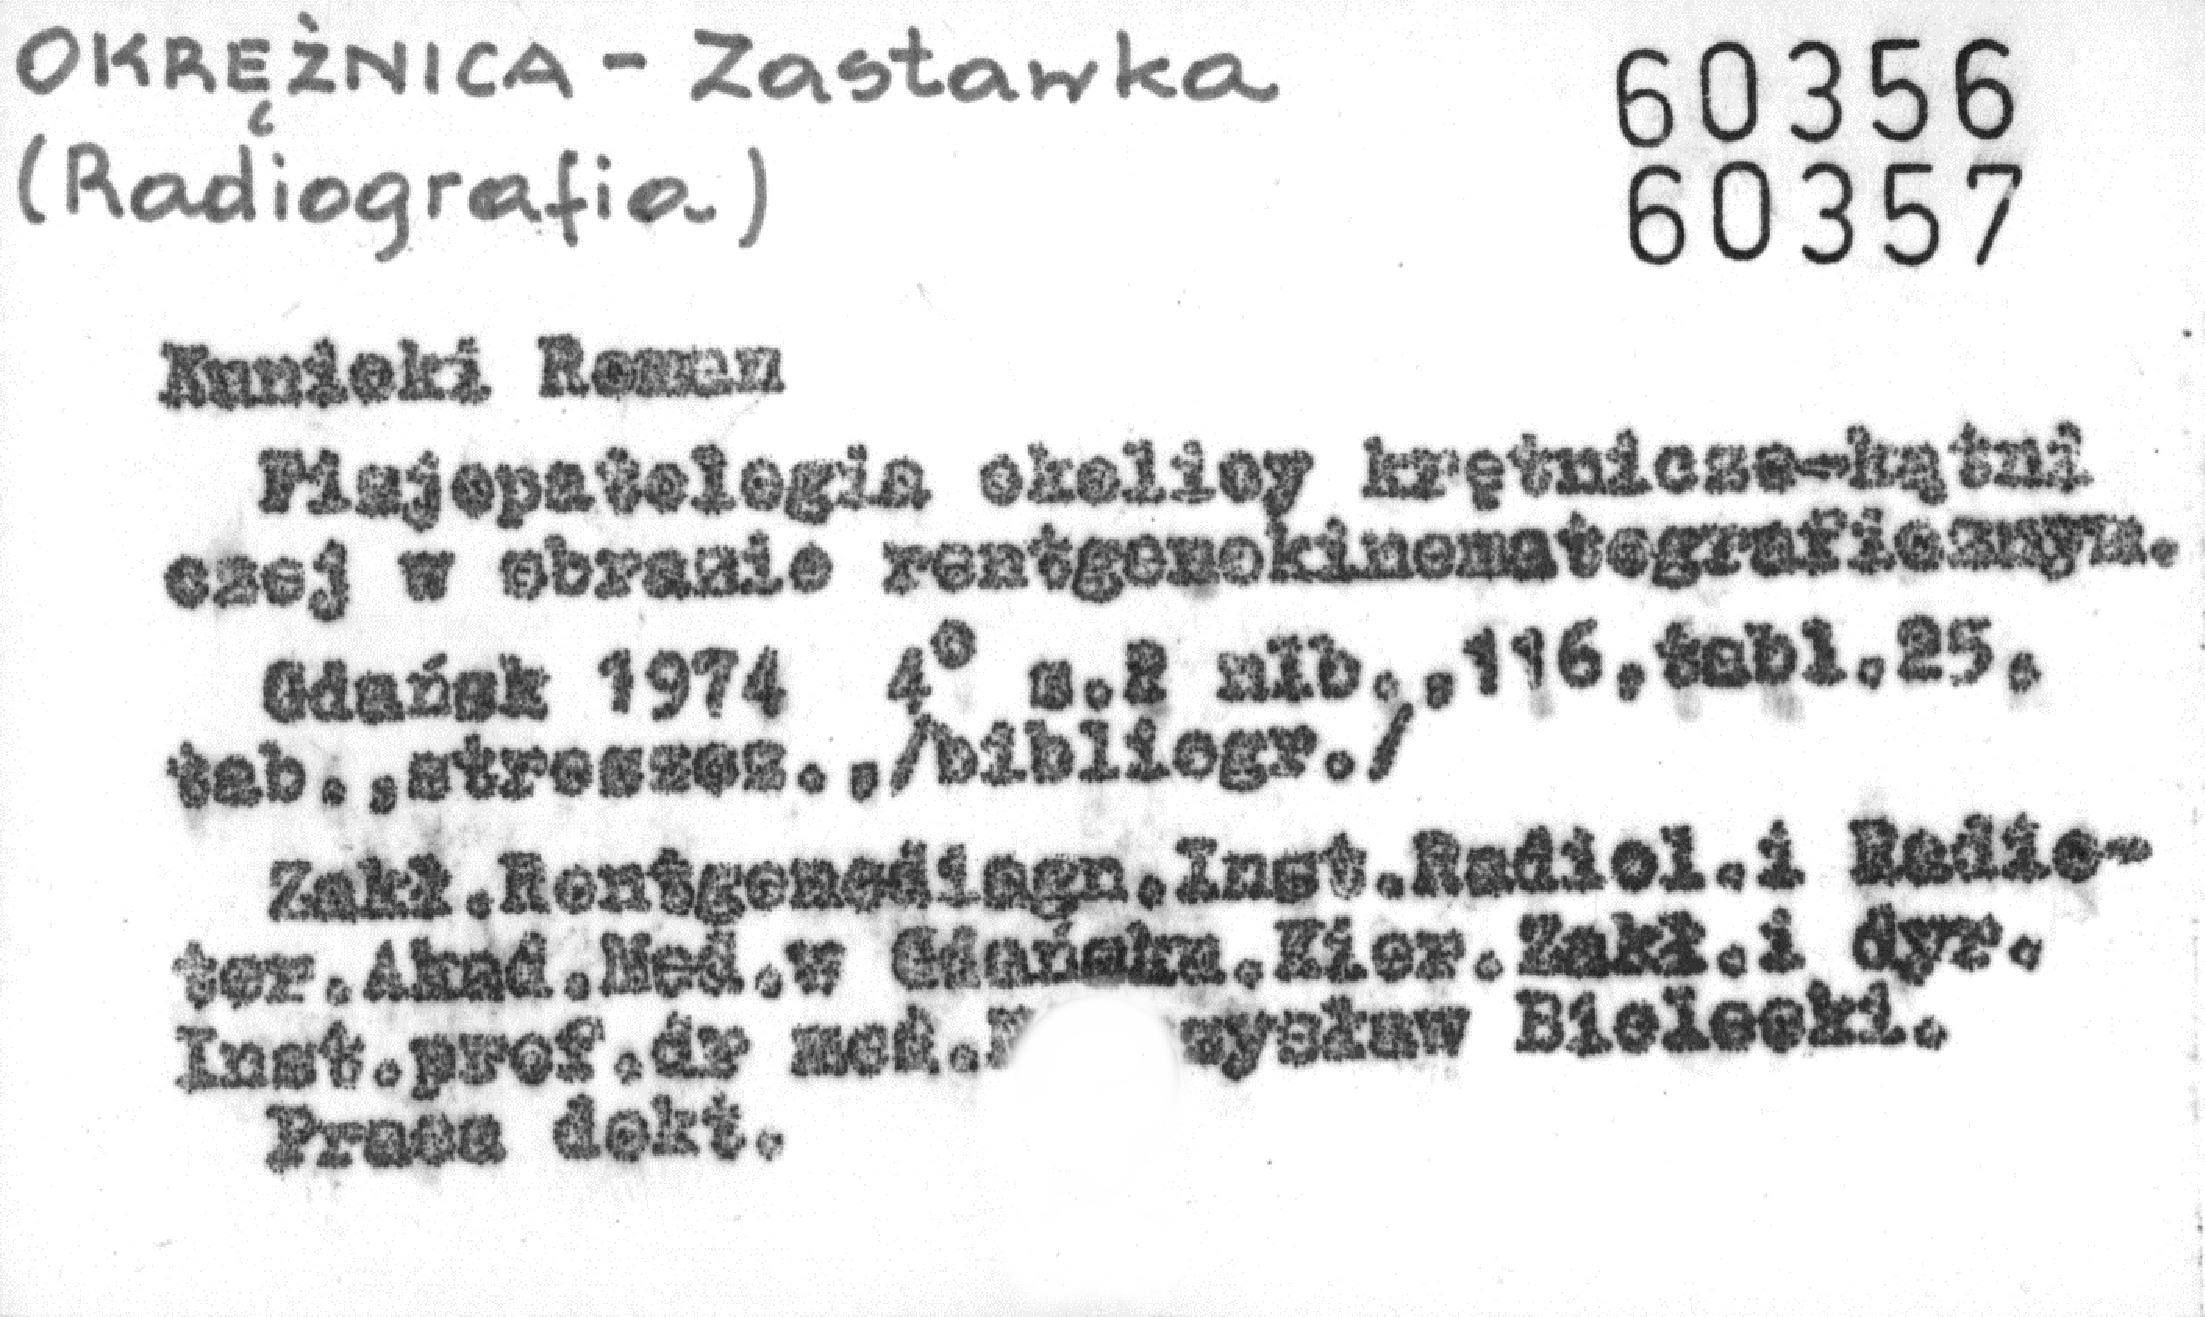 OKRĘŻNICA - Zastawka
60356
(Radiografia)
60357
Kunicki Roman
Fizjopatologia okolicy krętniczo-kątni
czej w obrazie rentgenokinematograficznym.
Gdańsk 1974 4° s.2 nlb.,116,tabl.25,
tab.,streszcz.,/bibliogr./
Zakł.Rentgenodiagn.Inst.Radiol.i Radio-
ter.Akad.Med.w Gdańsku.Kier.Zakł.i dyr.
Inst.prof.dr med. Bielecki.
Praca dokt.